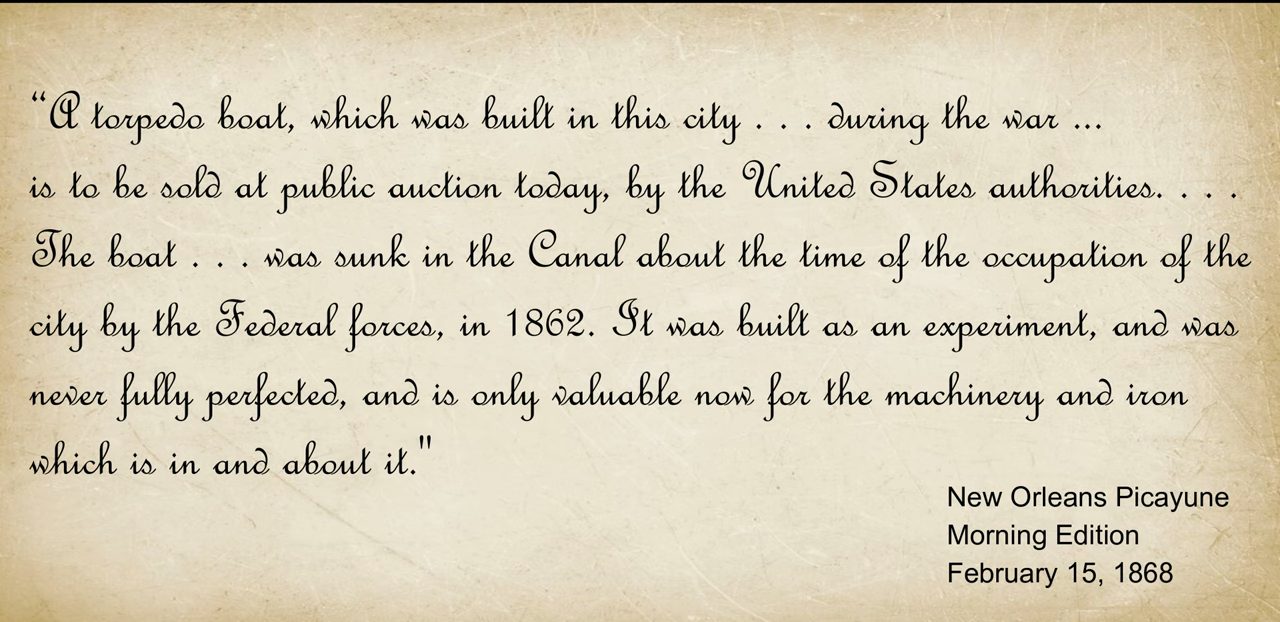 “A torpedo boat, which was built in this city . . . during the war ...
is to be sold at public auction today, by the United States authorities. . . .
The boat . . . was sunk in the Canal about the time of the occupation of the
city by the Federal forces, in 1862. It was built as an experiment, and was
never fully perfected, and is only valuable now for the machinery and iron
which is in and about it."
New Orleans Picayune
Morning Edition
February 15, 1868